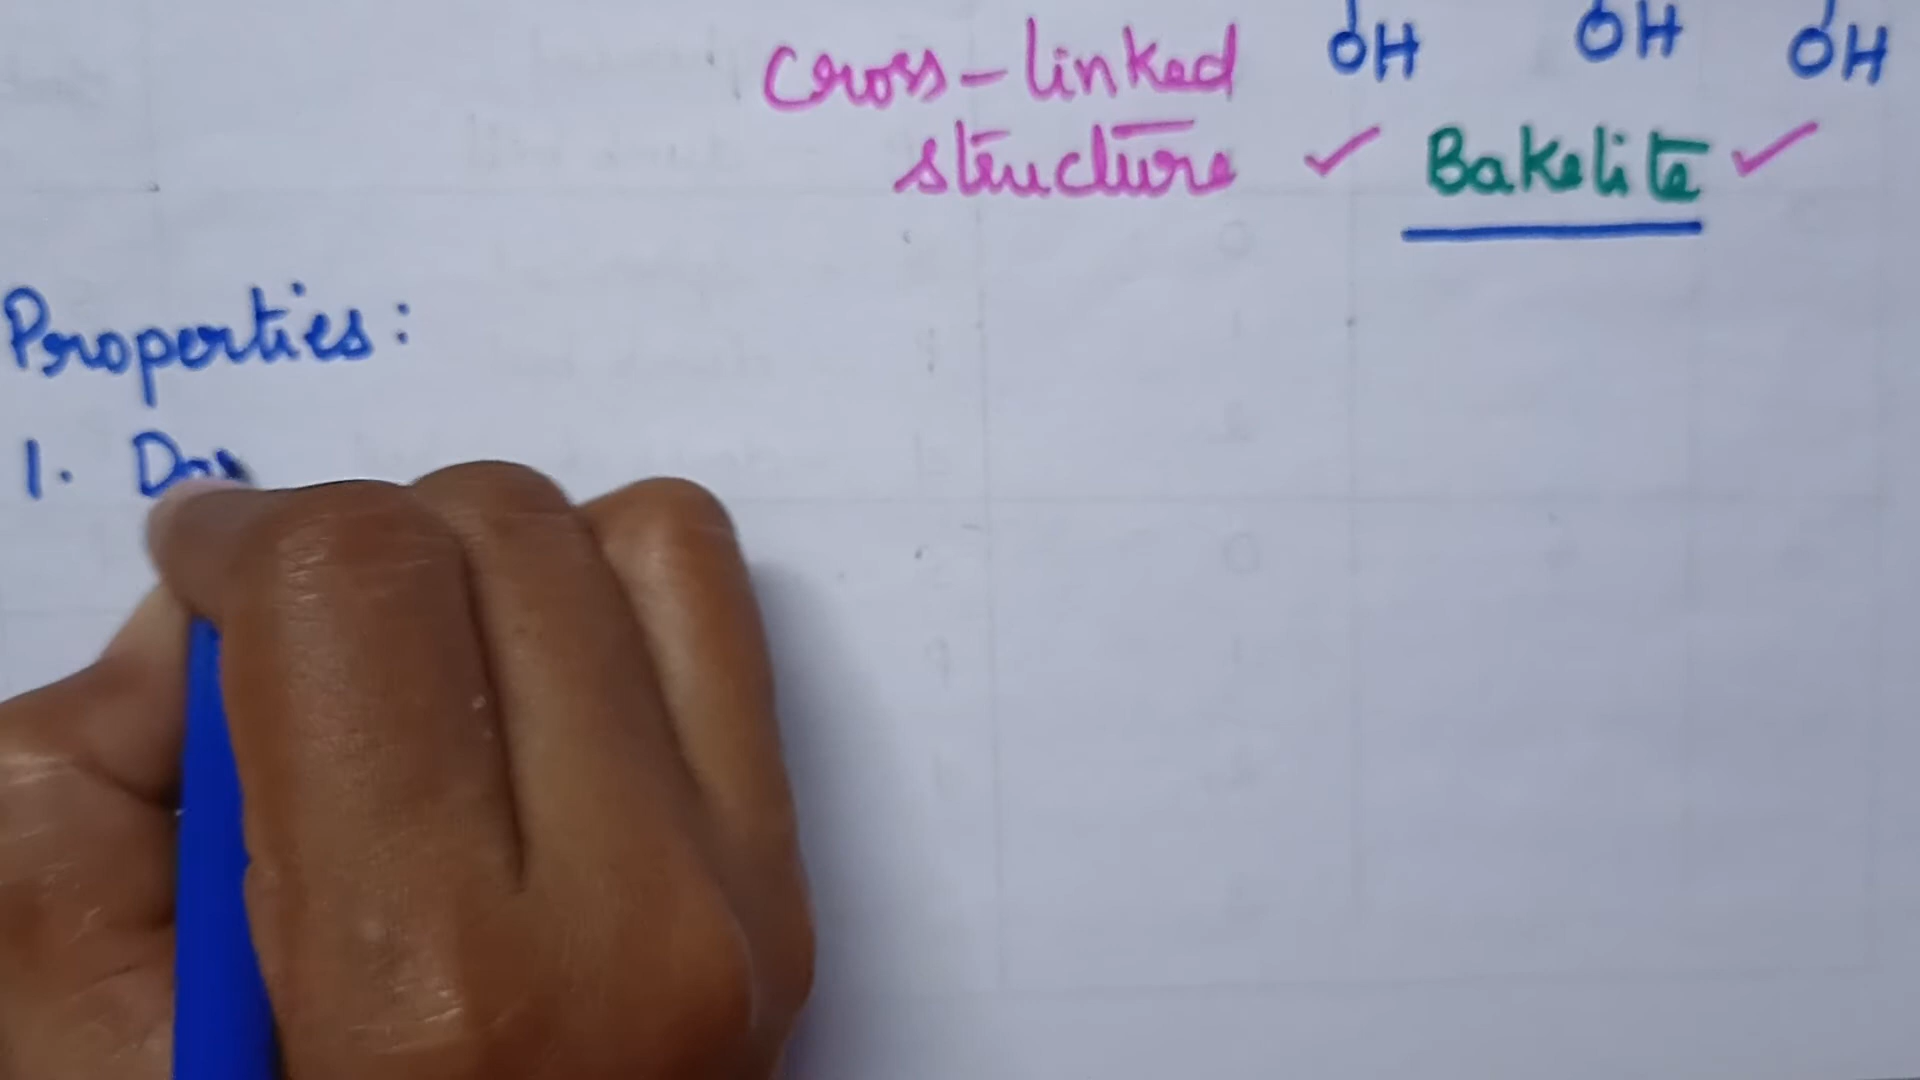 OH OH OH
cross-linked
structure ✓ Bakelite ✓
Properties:
1.